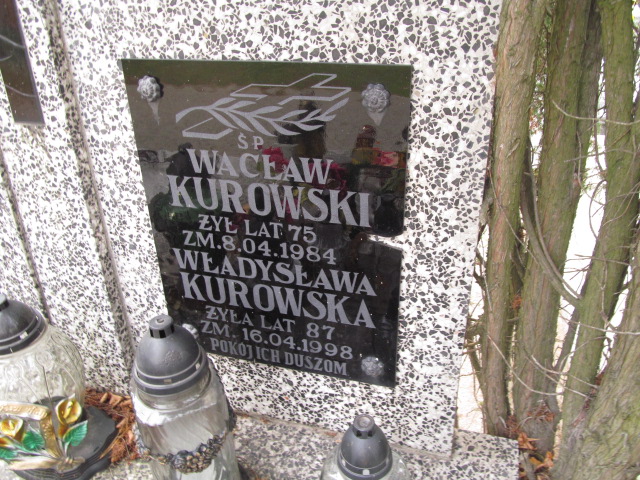 Ś.P.
WACŁAW
KUROWSKI
ŻYŁ LAT 75
ZM. 8.04.1984
WŁADYSŁAWA
KUROWSKA
ŻYŁA LAT 87
ZM. 16.04.1998
POKÓJ ICH DUSZOM